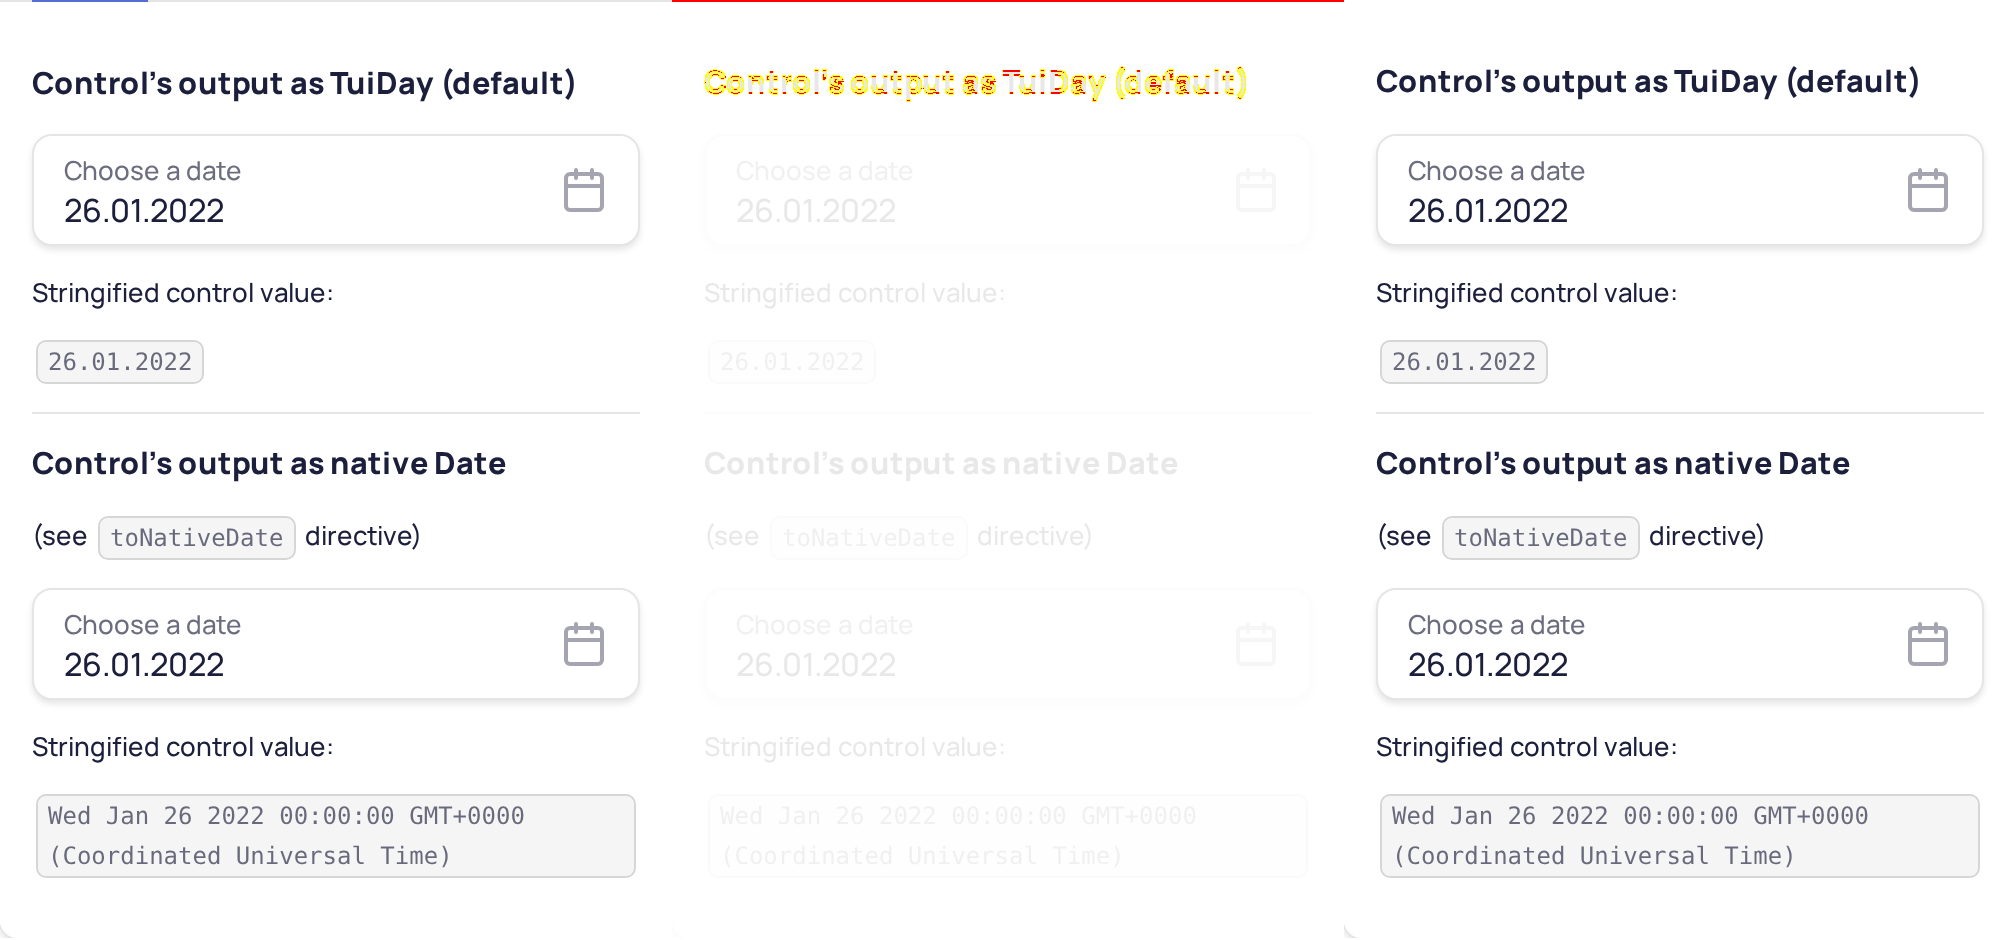 Control's output as TuiDay (default)
Choose a date
26.01.2022
Stringified control value:
26.01.2022
Control's output as native Date
(see toNativeDate directive)
Choose a date
26.01.2022
Stringified control value:
Wed Jan 26 2022 00:00:00 GMT+0000
(Coordinated Universal Time)
Control's output as TuiDay (default)
Choose a date
26.01.2022
Stringified control value:
26.01.2022
Control's output as native Date
(see toNativeDate directive)
Choose a date
26.01.2022
Stringified control value:
Wed Jan 26 2022 00:00:00 GMT+0000
(Coordinated Universal Time)
Control's output as TuiDay (default)
Choose a date
26.01.2022
Stringified control value:
26.01.2022
Control's output as native Date
(see toNativeDate directive)
Choose a date
26.01.2022
Stringified control value:
Wed Jan 26 2022 00:00:00 GMT+0000
(Coordinated Universal Time)